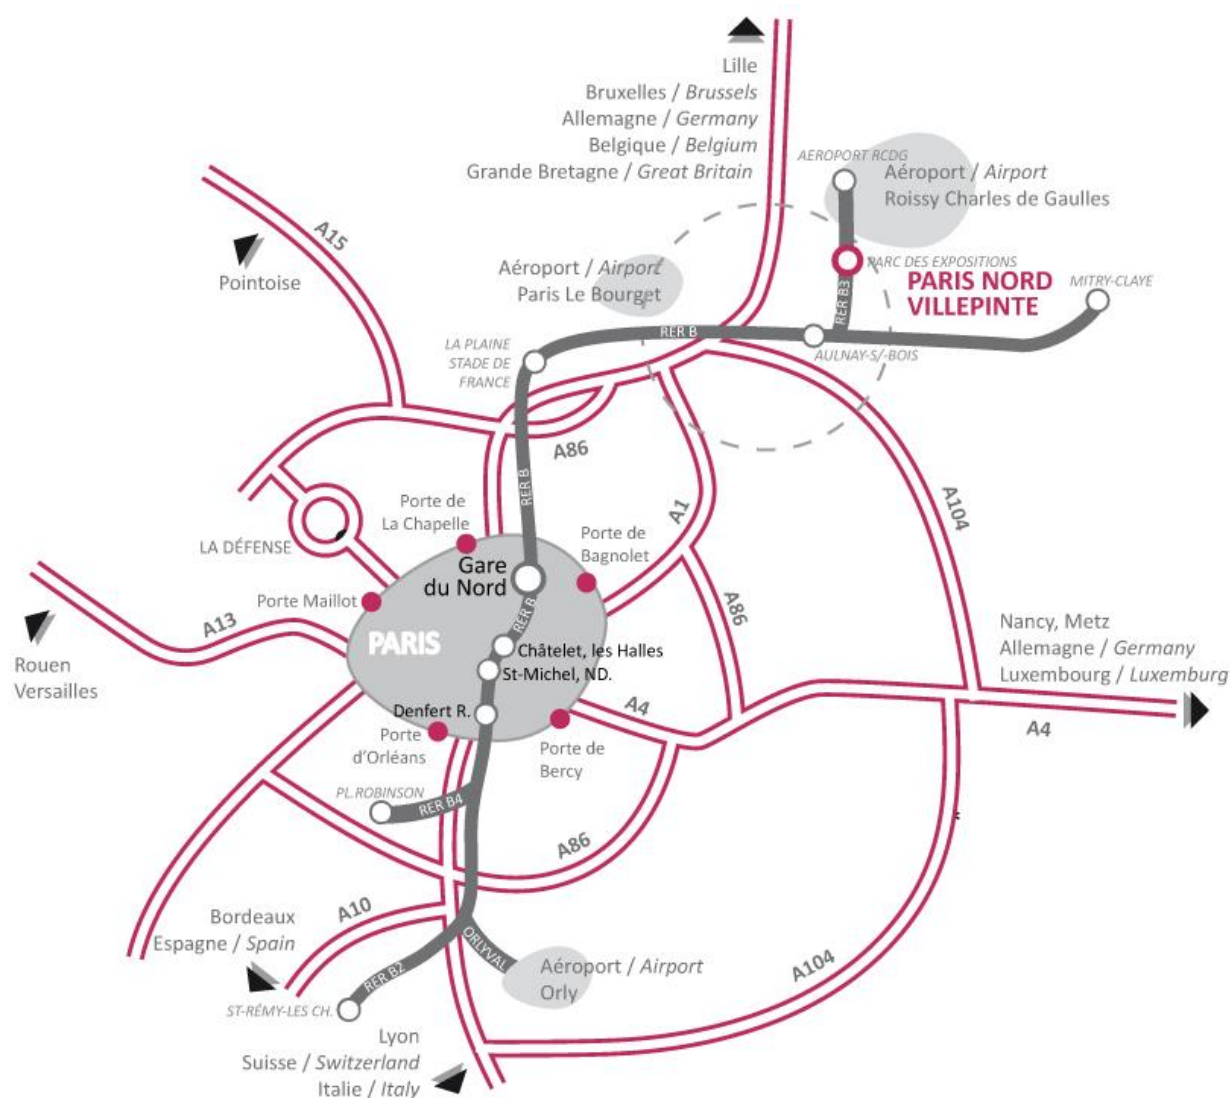 Lille
Bruxelles / Brussels
Allemagne / Germany
Belgique / Belgium
Grande Bretagne / Great Britain
AEROPORT RCDG
Aéroport / Airport
Roissy Charles de Gaulles
A15
Pointoise
Aéroport / Airport
Paris Le Bourget
PARC DES EXPOSITIONS
PARIS NORD
VILLEPINTE
MITRY-CLAYE
RER B3
RER B
LA PLAINE
STADE DE
FRANCE
AULNAY-S/-BOIS
A86
RER B
A1
A104
Porte de
La Chapelle
Porte de
Bagnolet
LA DÉFENSE
Gare
du Nord
Porte Maillot
RER B
A86
A13
PARIS
Châtelet, les Halles
St-Michel, ND.
Rouen
Versailles
Nancy, Metz
Allemagne / Germany
Luxembourg / Luxemburg
A4
A4
Denfert R.
Porte
d'Orléans
Porte de
Bercy
PL.ROBINSON
RER B4
A86
A10
Bordeaux
Espagne / Spain
ORLYVAL
RER B2
Aéroport / Airport
Orly
A104
ST-RÉMY-LES CH.
Lyon
Suisse / Switzerland
Italie / Italy